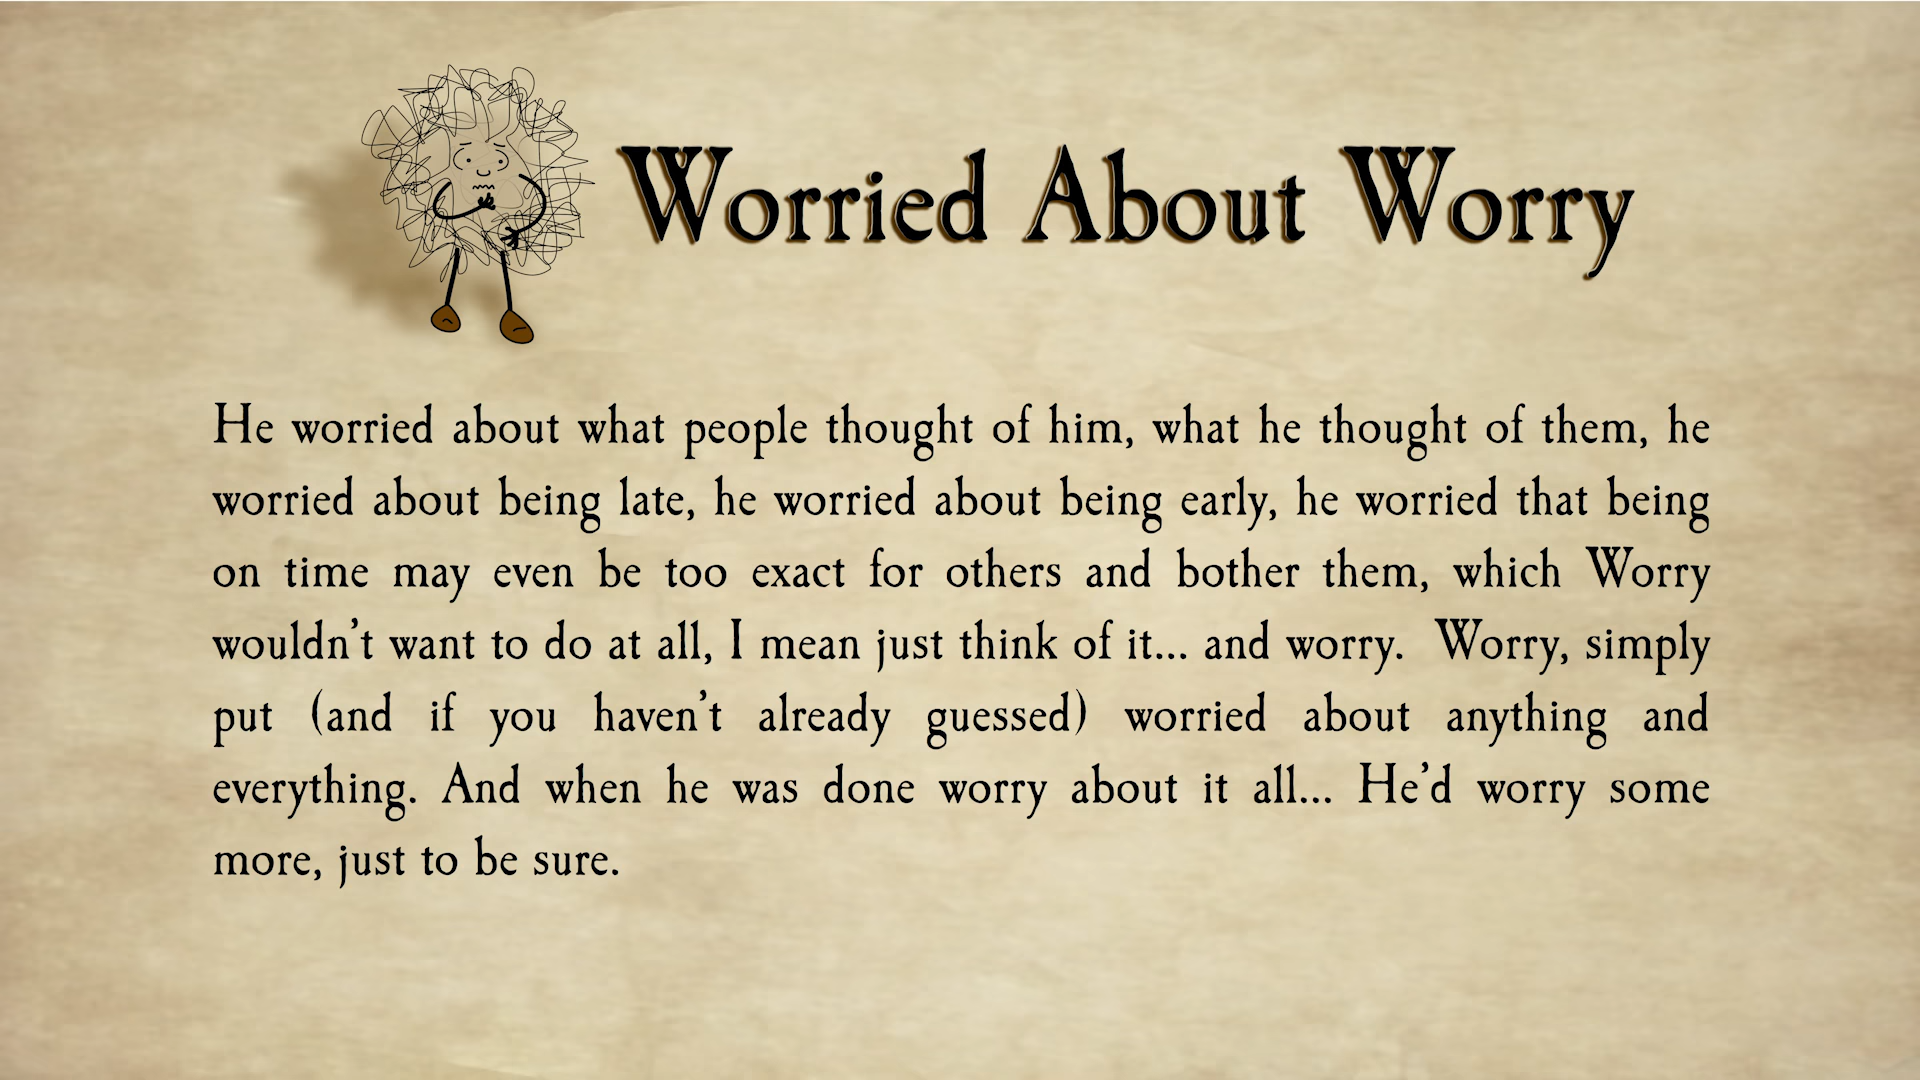 Worried About Worry
He worried about what people thought of him, what he thought of them, he
worried about being late, he worried about being early, he worried that being
on time may even be too exact for others and bother them, which Worry
wouldn't want to do at all, I mean just think of it... and worry.  Worry, simply
put (and if you haven't already guessed) worried about anything and
everything. And when he was done worry about it all... He'd worry some
more, just to be sure.